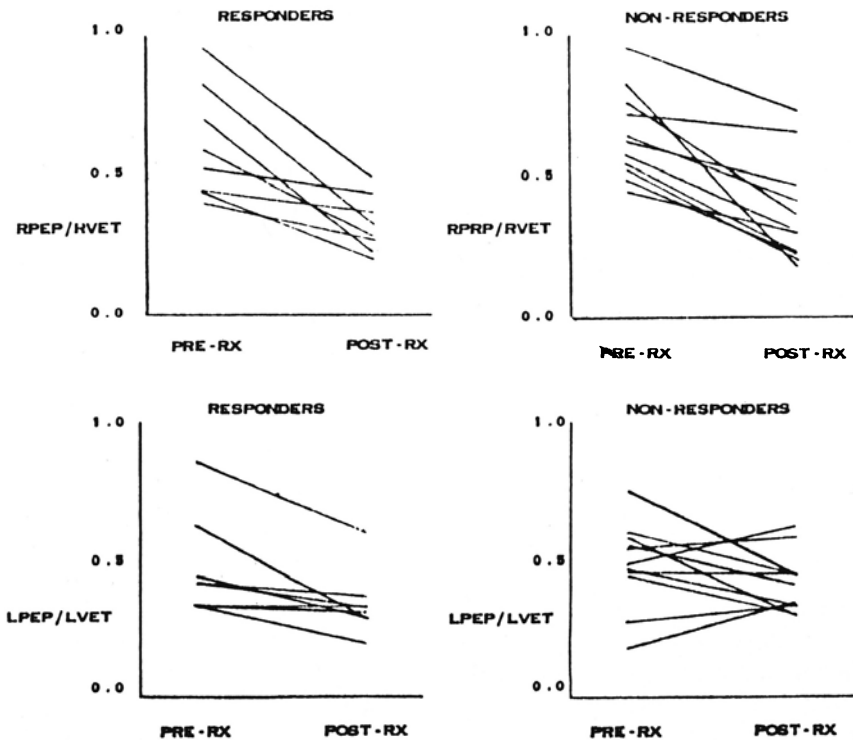 RESPONDERS
1.0
0.5
RPEP/RVET
0.0
PRE-RX POST-RX
NON-RESPONDERS
1.0
0.5
RPRP/RVET
0.0
PRE-RX POST-RX
RESPONDERS
1.0
0.5
LPEP/LVET
0.0
PRE-RX POST-RX
NON-RESPONDERS
1.0
0.5
LPEP/LVET
0.0
PRE-RX POST-RX